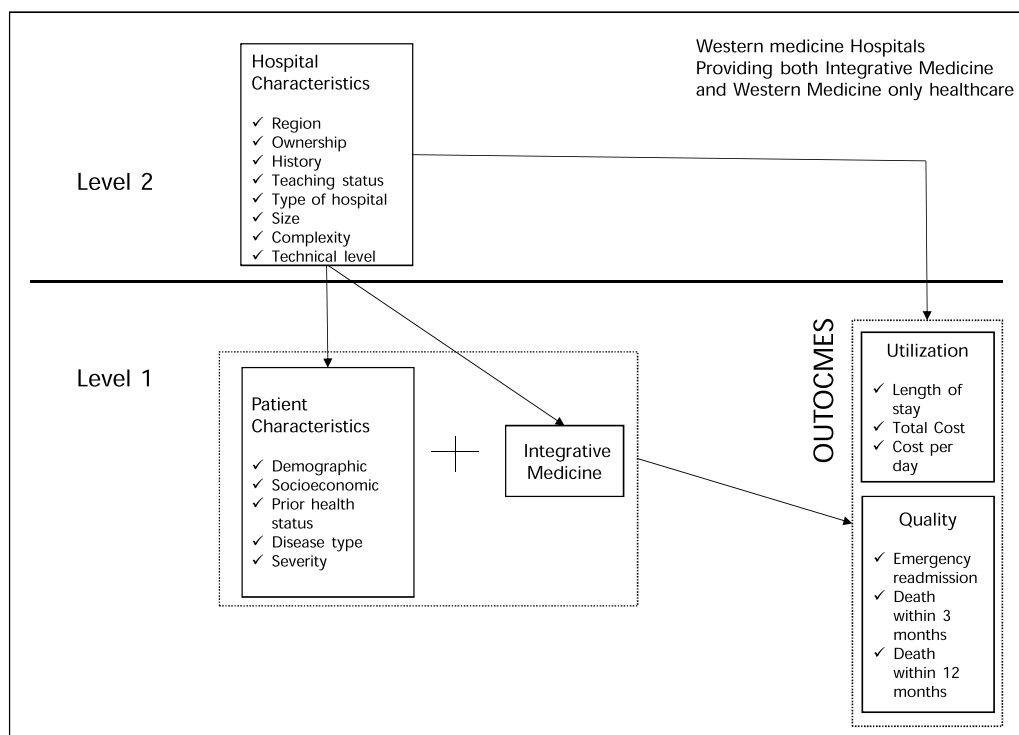 Hospital
Characteristics
✓ Region
✓ Ownership
✓ History
✓ Teaching status
✓ Type of hospital
✓ Size
✓ Complexity
✓ Technical level
Western medicine Hospitals
Providing both Integrative Medicine
and Western Medicine only healthcare
Level 2
Level 1
Patient
Characteristics
✓ Demographic
✓ Socioeconomic
✓ Prior health
status
✓ Disease type
✓ Severity
Integrative
Medicine
OUTOCMES
Utilization
✓ Length of
stay
✓ Total Cost
✓ Cost per
day
Quality
✓ Emergency
readmission
✓ Death
within 3
months
✓ Death
within 12
months